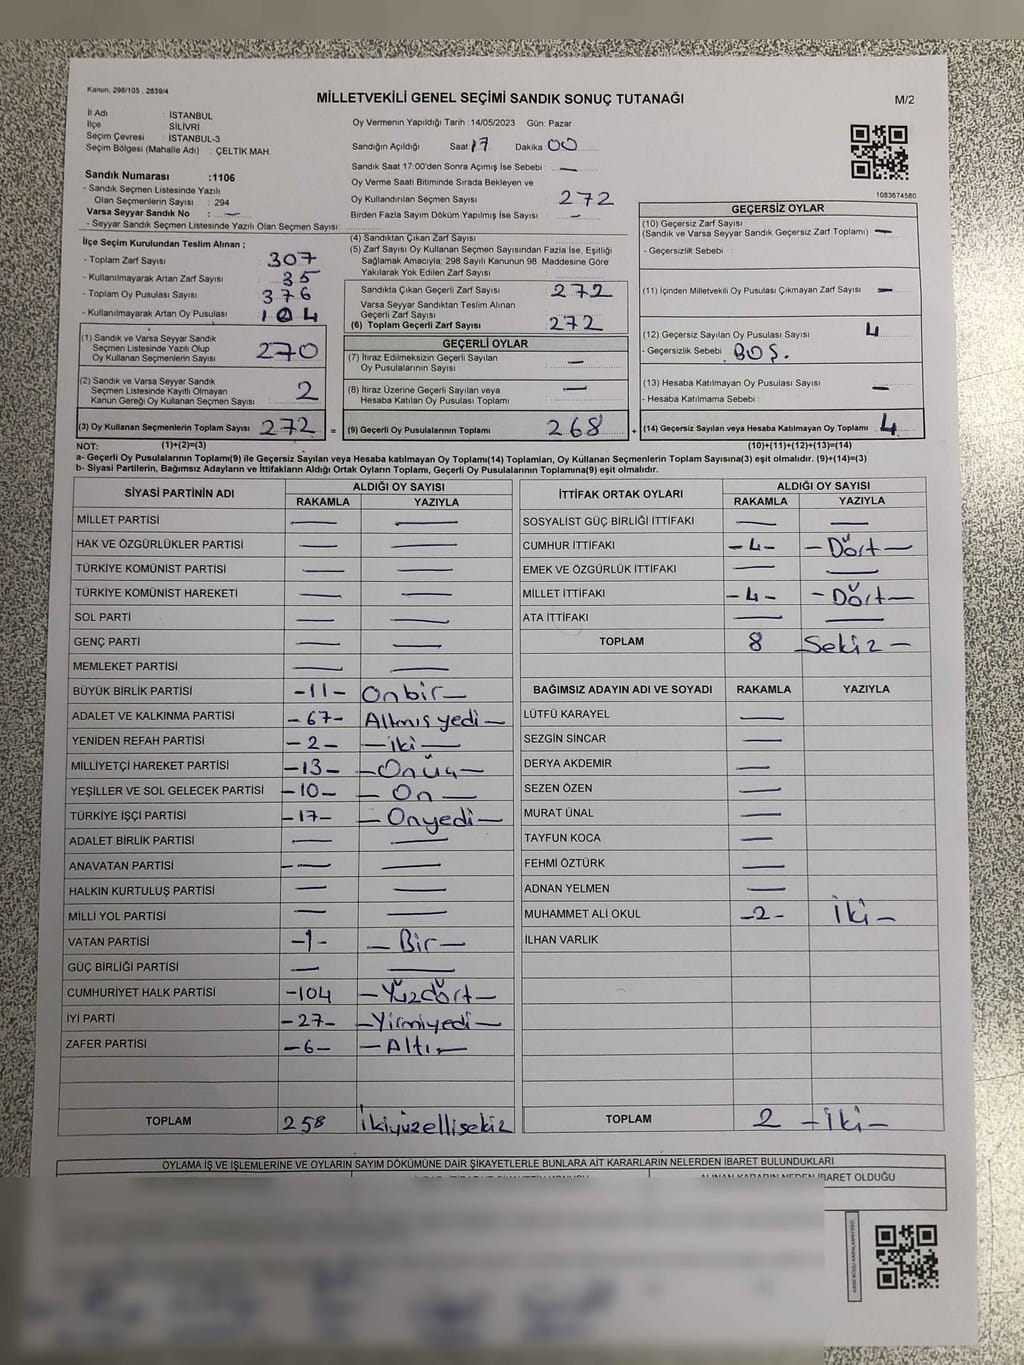 Kanun: 298/105 , 2839/4
MİLLETVEKİLİ GENEL SEÇİMİ SANDIK SONUÇ TUTANAĞI
M/2
İl Adı : İSTANBUL
İlçe : SİLİVRİ
Seçim Çevresi : İSTANBUL-3
Seçim Bölgesi (Mahalle Adı) : ÇELTİK MAH.
Oy Vermenin Yapıldığı Tarih :14/05/2023 Gün: Pazar
Sandığın Açıldığı Saat 17 Dakika 00
Sandık Saat 17:00'den Sonra Açımış İse Sebebi : —
Oy Verme Saati Bitiminde Sırada Bekleyen ve
Oy Kullandırılan Seçmen Sayısı : 272
Birden Fazla Sayım Döküm Yapılmış İse Sayısı : —
1083674580
Sandık Numarası :1106
- Sandık Seçmen Listesinde Yazılı
Olan Seçmenlerin Sayısı : 294
Varsa Seyyar Sandık No : —
- Seyyar Sandık Seçmen Listesinde Yazılı Olan Seçmen Sayısı :
İlçe Seçim Kurulundan Teslim Alınan ;
- Toplam Zarf Sayısı : 307
- Kullanılmayarak Artan Zarf Sayısı : 35
- Toplam Oy Pusulası Sayısı : 376
- Kullanılmayarak Artan Oy Pusulası : 104
(1) Sandık ve Varsa Seyyar Sandık
Seçmen Listesinde Yazılı Olup
Oy Kullanan Seçmenlerin Sayısı : 270
(2) Sandık ve Varsa Seyyar Sandık
Seçmen Listesinde Kayıtlı Olmayan
Kanun Gereği Oy Kullanan Seçmen Sayısı : 2
(3) Oy Kullanan Seçmenlerin Toplam Sayısı : 272 =
(4) Sandıktan Çıkan Zarf Sayısı :
(5) Zarf Sayısı Oy Kullanan Seçmen Sayısından Fazla İse, Eşitliği
Sağlamak Amacıyla; 298 Sayılı Kanunun 98. Maddesine Göre
Yakılarak Yok Edilen Zarf Sayısı :
Sandıkta Çıkan Geçerli Zarf Sayısı : 272
Varsa Seyyar Sandıktan Teslim Alınan
Geçerli Zarf Sayısı :
(6) Toplam Geçerli Zarf Sayısı : 272
GEÇERLİ OYLAR
(7) İtiraz Edilmeksizin Geçerli Sayılan
Oy Pusulalarının Sayısı : —
(8) İtiraz Üzerine Geçerli Sayılan veya
Hesaba Katılan Oy Pusulası Toplamı : —
(9) Geçerli Oy Pusulalarının Toplamı : 268 +
GEÇERSİZ OYLAR
(10) Geçersiz Zarf Sayısı
(Sandık ve Varsa Seyyar Sandık Geçersiz Zarf Toplamı) : —
- Geçersizlik Sebebi :
(11) İçinden Milletvekili Oy Pusulası Çıkmayan Zarf Sayısı : —
(12) Geçersiz Sayılan Oy Pusulası Sayısı : 4
- Geçersizlik Sebebi : BOŞ.
(13) Hesaba Katılmayan Oy Pusulası Sayısı : —
- Hesaba Katılmama Sebebi :
(14) Geçersiz Sayılan veya Hesaba Katılmayan Oy Toplamı : 4
NOT: (1)+(2)=(3) (10)+(11)+(12)+(13)=(14)
a- Geçerli Oy Pusulalarının Toplamı(9) ile Geçersiz Sayılan veya Hesaba katılmayan Oy Toplamı(14) Toplamları, Oy Kullanan Seçmenlerin Toplam Sayısına(3) eşit olmalıdır. (9)+(14)=(3)
b- Siyasi Partilerin, Bağımsız Adayların ve İttifakların Aldığı Ortak Oyların Toplamı, Geçerli Oy Pusulalarının Toplamına(9) eşit olmalıdır.
SİYASİ PARTİNİN ADI ALDIĞI OY SAYISI
RAKAMLA YAZIYLA
MİLLET PARTİSİ — —
HAK VE ÖZGÜRLÜKLER PARTİSİ — —
TÜRKİYE KOMÜNİST PARTİSİ — —
TÜRKİYE KOMÜNİST HAREKETİ — —
SOL PARTİ — —
GENÇ PARTİ — —
MEMLEKET PARTİSİ — —
BÜYÜK BİRLİK PARTİSİ -11- Onbir—
ADALET VE KALKINMA PARTİSİ -67- Altmış yedi —
YENİDEN REFAH PARTİSİ -2- —iki—
MİLLİYETÇİ HAREKET PARTİSİ -13- —Onüç—
YEŞİLLER VE SOL GELECEK PARTİSİ -10- — On —
TÜRKİYE İŞÇİ PARTİSİ -17- — Onyedi —
ADALET BİRLİK PARTİSİ — —
ANAVATAN PARTİSİ — —
HALKIN KURTULUŞ PARTİSİ — —
MİLLİ YOL PARTİSİ — —
VATAN PARTİSİ -1- — Bir —
GÜÇ BİRLİĞİ PARTİSİ — —
CUMHURİYET HALK PARTİSİ -104 —Yüzdört—
İYİ PARTİ -27- —Yirmiyedi—
ZAFER PARTİSİ -6- —Altı—
TOPLAM 258 İkiyüzellisekiz
İTTİFAK ORTAK OYLARI ALDIĞI OY SAYISI
RAKAMLA YAZIYLA
SOSYALİST GÜÇ BİRLİĞİ İTTİFAKI — —
CUMHUR İTTİFAKI -4- —Dört—
EMEK VE ÖZGÜRLÜK İTTİFAKI — —
MİLLET İTTİFAKI -4- —Dört—
ATA İTTİFAKI — —
TOPLAM 8 Sekiz —
BAĞIMSIZ ADAYIN ADI VE SOYADI RAKAMLA YAZIYLA
LÜTFÜ KARAYEL —
SEZGİN SİNCAR —
DERYA AKDEMİR —
SEZEN ÖZEN —
MURAT ÜNAL —
TAYFUN KOCA —
FEHMİ ÖZTÜRK —
ADNAN YELMEN —
MUHAMMET ALİ OKUL -2- İki —
İLHAN VARLIK
TOPLAM 2 —İki—
OYLAMA İŞ VE İŞLEMLERİNE VE OYLARIN SAYIM DÖKÜMÜNE DAİR ŞİKAYETLERLE BUNLARA AİT KARARLARIN NELERDEN İBARET BULUNDUKLARI
ALINAN KARARIN NEDEN İBARET OLDUĞU